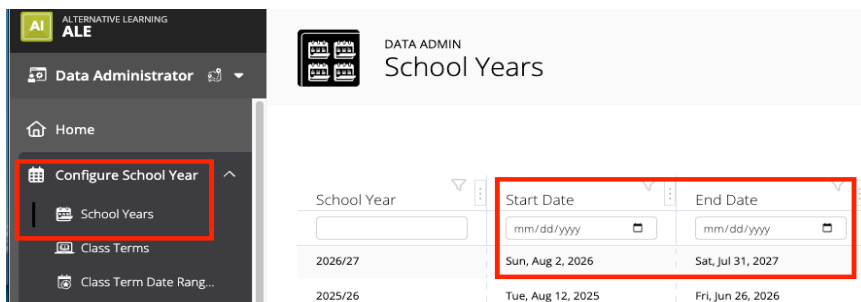 AI
ALTERNATIVE LEARNING
ALE
Data Administrator
Home
Configure School Year
School Years
Class Terms
Class Term Date Rang...
DATA ADMIN
School Years
School Year Start Date End Date
mm/dd/yyyy mm/dd/yyyy
2026/27 Sun, Aug 2, 2026 Sat, Jul 31, 2027
2025/26 Tue, Aug 12, 2025 Fri, Jun 26, 2026